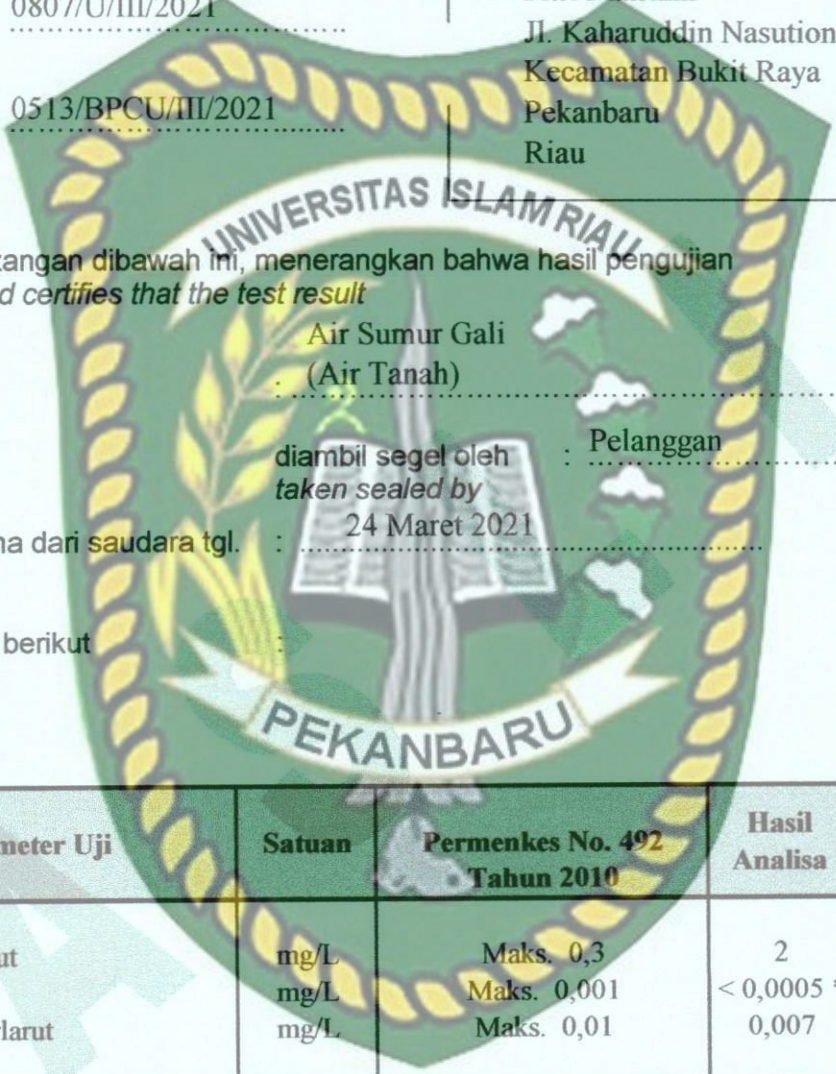 0807/U/III/2021
Jl. Kaharuddin Nasution
Kecamatan Bukit Raya
0513/BPCU/III/2021
Pekanbaru
Riau
UNIVERSITAS ISLAM RIAU
tangan dibawah ini, menerangkan bahwa hasil pengujian
d certifies that the test result
Air Sumur Gali
: (Air Tanah)
diambil segel oleh : Pelanggan
taken sealed by
na dari saudara tgl. : 24 Maret 2021
berikut :
PEKANBARU
meter Uji Satuan Permenkes No. 492 Tahun 2010 Hasil Analisa
ut mg/L Maks. 0,3 2
mg/L Maks. 0,001 < 0,0005 *
larut mg/L Maks. 0,01 0,007